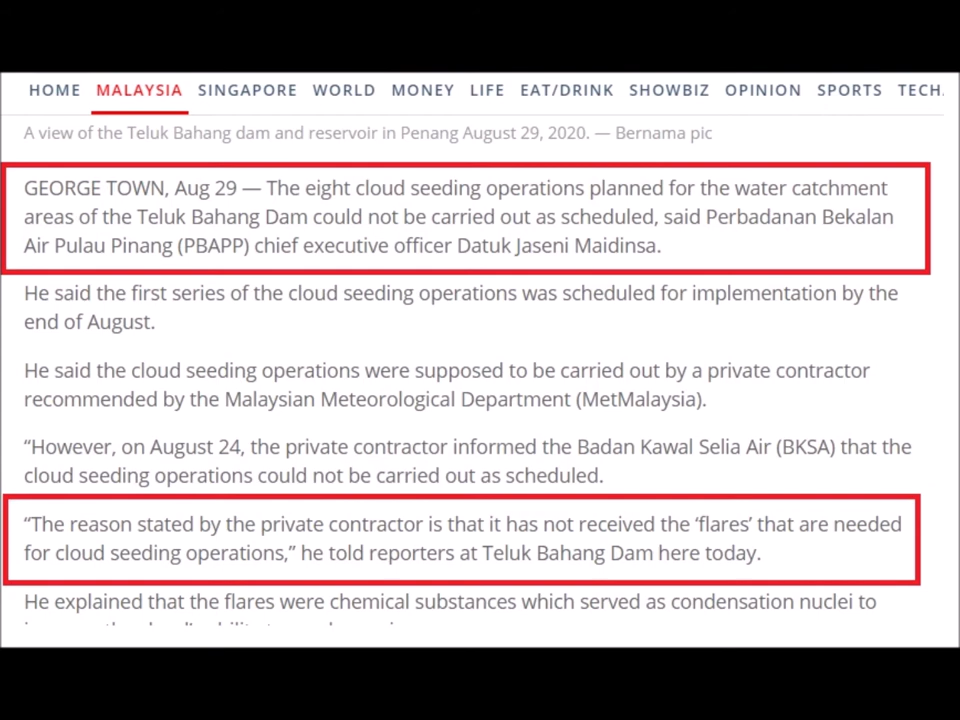 HOME MALAYSIA SINGAPORE WORLD MONEY LIFE EAT/DRINK SHOWBIZ OPINION SPORTS TECH
A view of the Teluk Bahang dam and reservoir in Penang August 29, 2020. — Bernama pic
GEORGE TOWN, Aug 29 — The eight cloud seeding operations planned for the water catchment
areas of the Teluk Bahang Dam could not be carried out as scheduled, said Perbadanan Bekalan
Air Pulau Pinang (PBAPP) chief executive officer Datuk Jaseni Maidinsa.
He said the first series of the cloud seeding operations was scheduled for implementation by the
end of August.
He said the cloud seeding operations were supposed to be carried out by a private contractor
recommended by the Malaysian Meteorological Department (MetMalaysia).
“However, on August 24, the private contractor informed the Badan Kawal Selia Air (BKSA) that the
cloud seeding operations could not be carried out as scheduled.
“The reason stated by the private contractor is that it has not received the ‘flares’ that are needed
for cloud seeding operations,” he told reporters at Teluk Bahang Dam here today.
He explained that the flares were chemical substances which served as condensation nuclei to